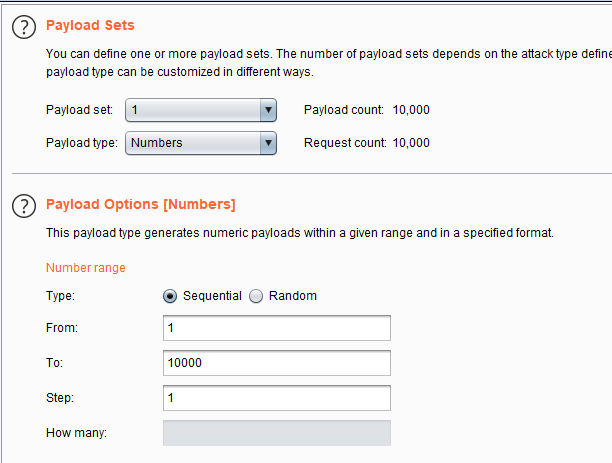 Payload Sets
You can define one or more payload sets. The number of payload sets depends on the attack type define
payload type can be customized in different ways.
Payload set: 1 Payload count: 10,000
Payload type: Numbers Request count: 10,000
Payload Options [Numbers]
This payload type generates numeric payloads within a given range and in a specified format.
Number range
Type: Sequential Random
From: 1
To: 10000
Step: 1
How many: